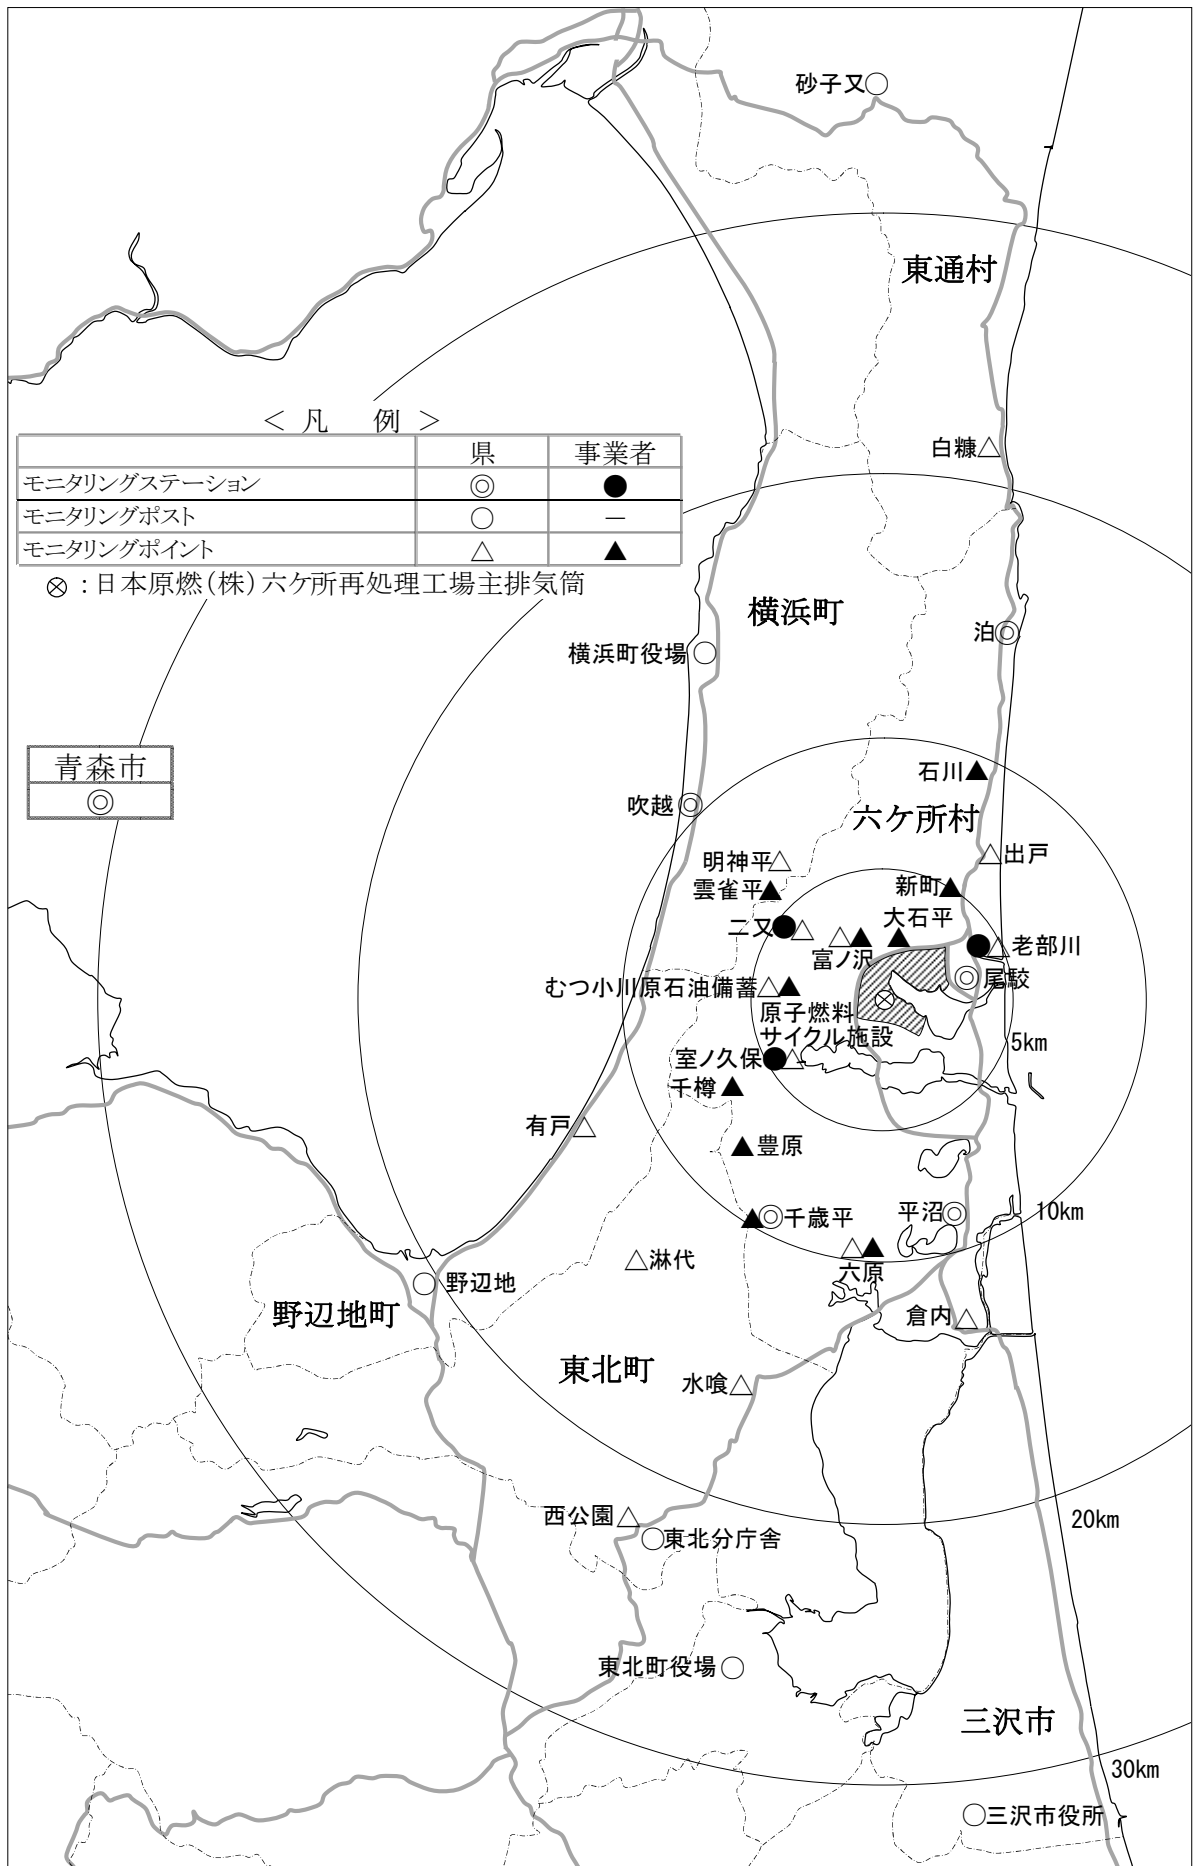 砂子又
東通村
＜ 凡 例 ＞
県 事業者
モニタリングステーション ◎ ●
モニタリングポスト ○ －
モニタリングポイント △ ▲
⊗ : 日本原燃(株)六ケ所再処理工場主排気筒
白糠
横浜町
泊
横浜町役場
青森市
◎
石川
吹越
六ケ所村
出戸
明神平
雲雀平
新町
大石平
二又
富ノ沢
老部川
尾駮
むつ小川原石油備蓄
原子燃料
サイクル施設
5km
室ノ久保
千樽
有戸
豊原
千歳平
平沼
10km
淋代
六原
野辺地
野辺地町
倉内
東北町
水喰
西公園
20km
東北分庁舎
東北町役場
三沢市
30km
三沢市役所